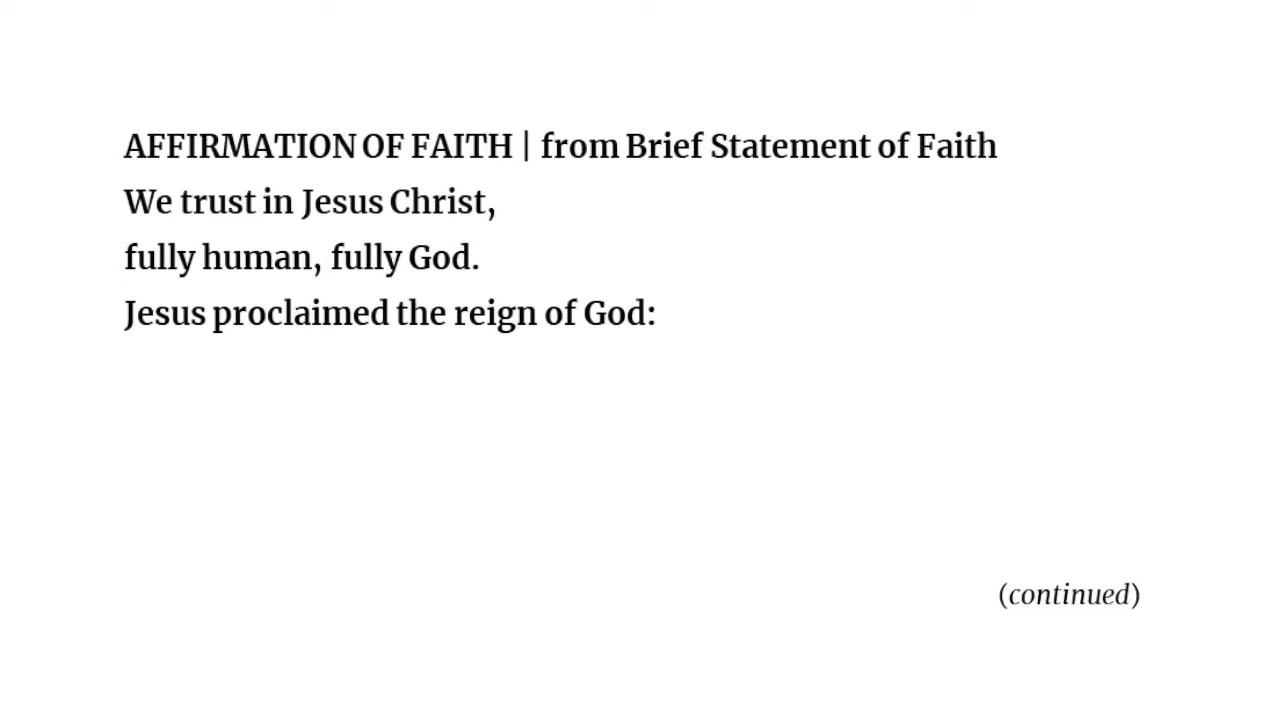 AFFIRMATION OF FAITH | from Brief Statement of Faith
We trust in Jesus Christ,
fully human, fully God.
Jesus proclaimed the reign of God:
(continued)